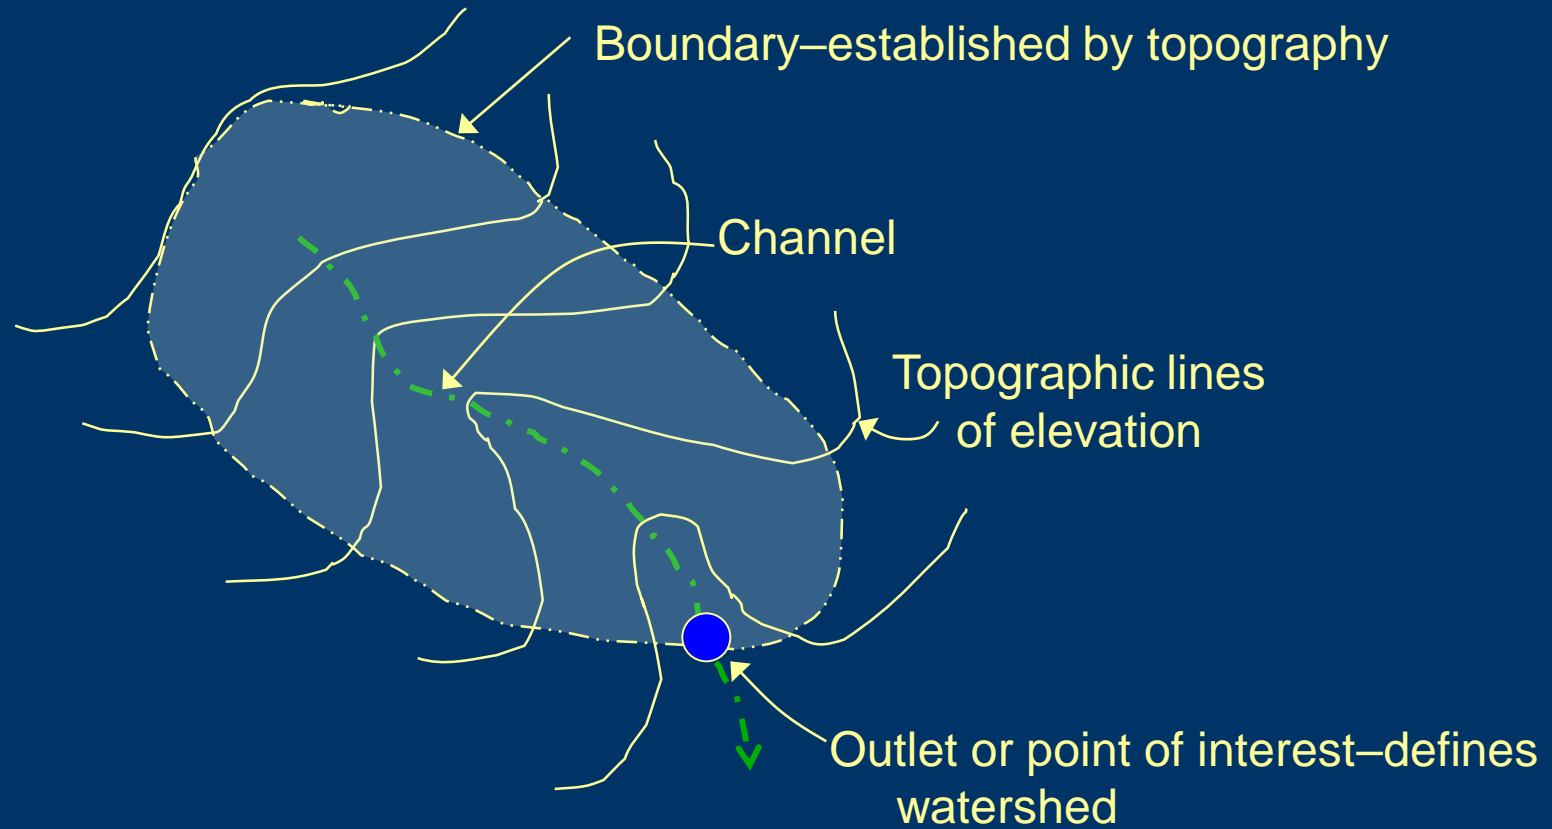 Boundary–established by topography
Channel
Topographic lines
of elevation
Outlet or point of interest–defines
watershed